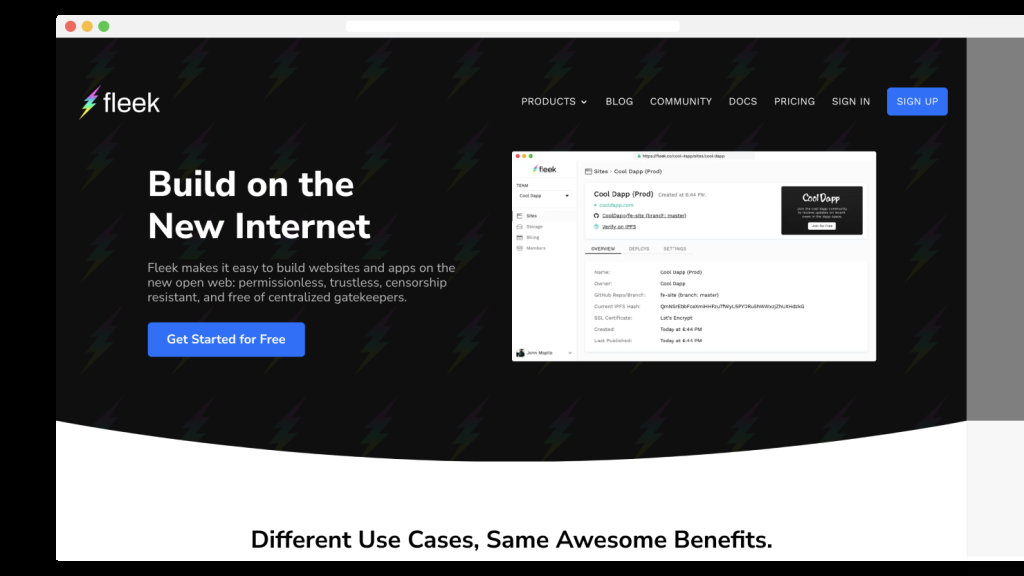 fleek
PRODUCTS
BLOG
COMMUNITY
DOCS
PRICING
SIGN IN
SIGN UP
Build on the
New Internet
Fleek makes it easy to build websites and apps on the
new open web: permissionless, trustless, censorship
resistant, and free of centralized gatekeepers.
Get Started for Free
https://fleek.co/cool-dapp/sites/cool-dapp
fleek
TEAM
Cool Dapp
Sites
Storage
Billing
Members
John Mopllo
Sites > Cool Dapp (Prod)
Cool Dapp (Prod) Created at 6:44 PM.
cooldapp.com
CoolDapp/fe-site (branch: master)
Verify on IPFS
Cool Dapp
Join the Cool Dapp community
to receive updates on recent
news in the dapp space.
Join for Free
OVERVIEW DEPLOYS SETTINGS
Name: Cool Dapp (Prod)
Owner: Cool Dapp
GitHub Repo/Branch: fe-site (branch: master)
Current IPFS Hash:
SSL Certificate: Let's Encrypt
Created: Today at 6:44 PM
Last Published: Today at 6:44 PM
Different Use Cases, Same Awesome Benefits.